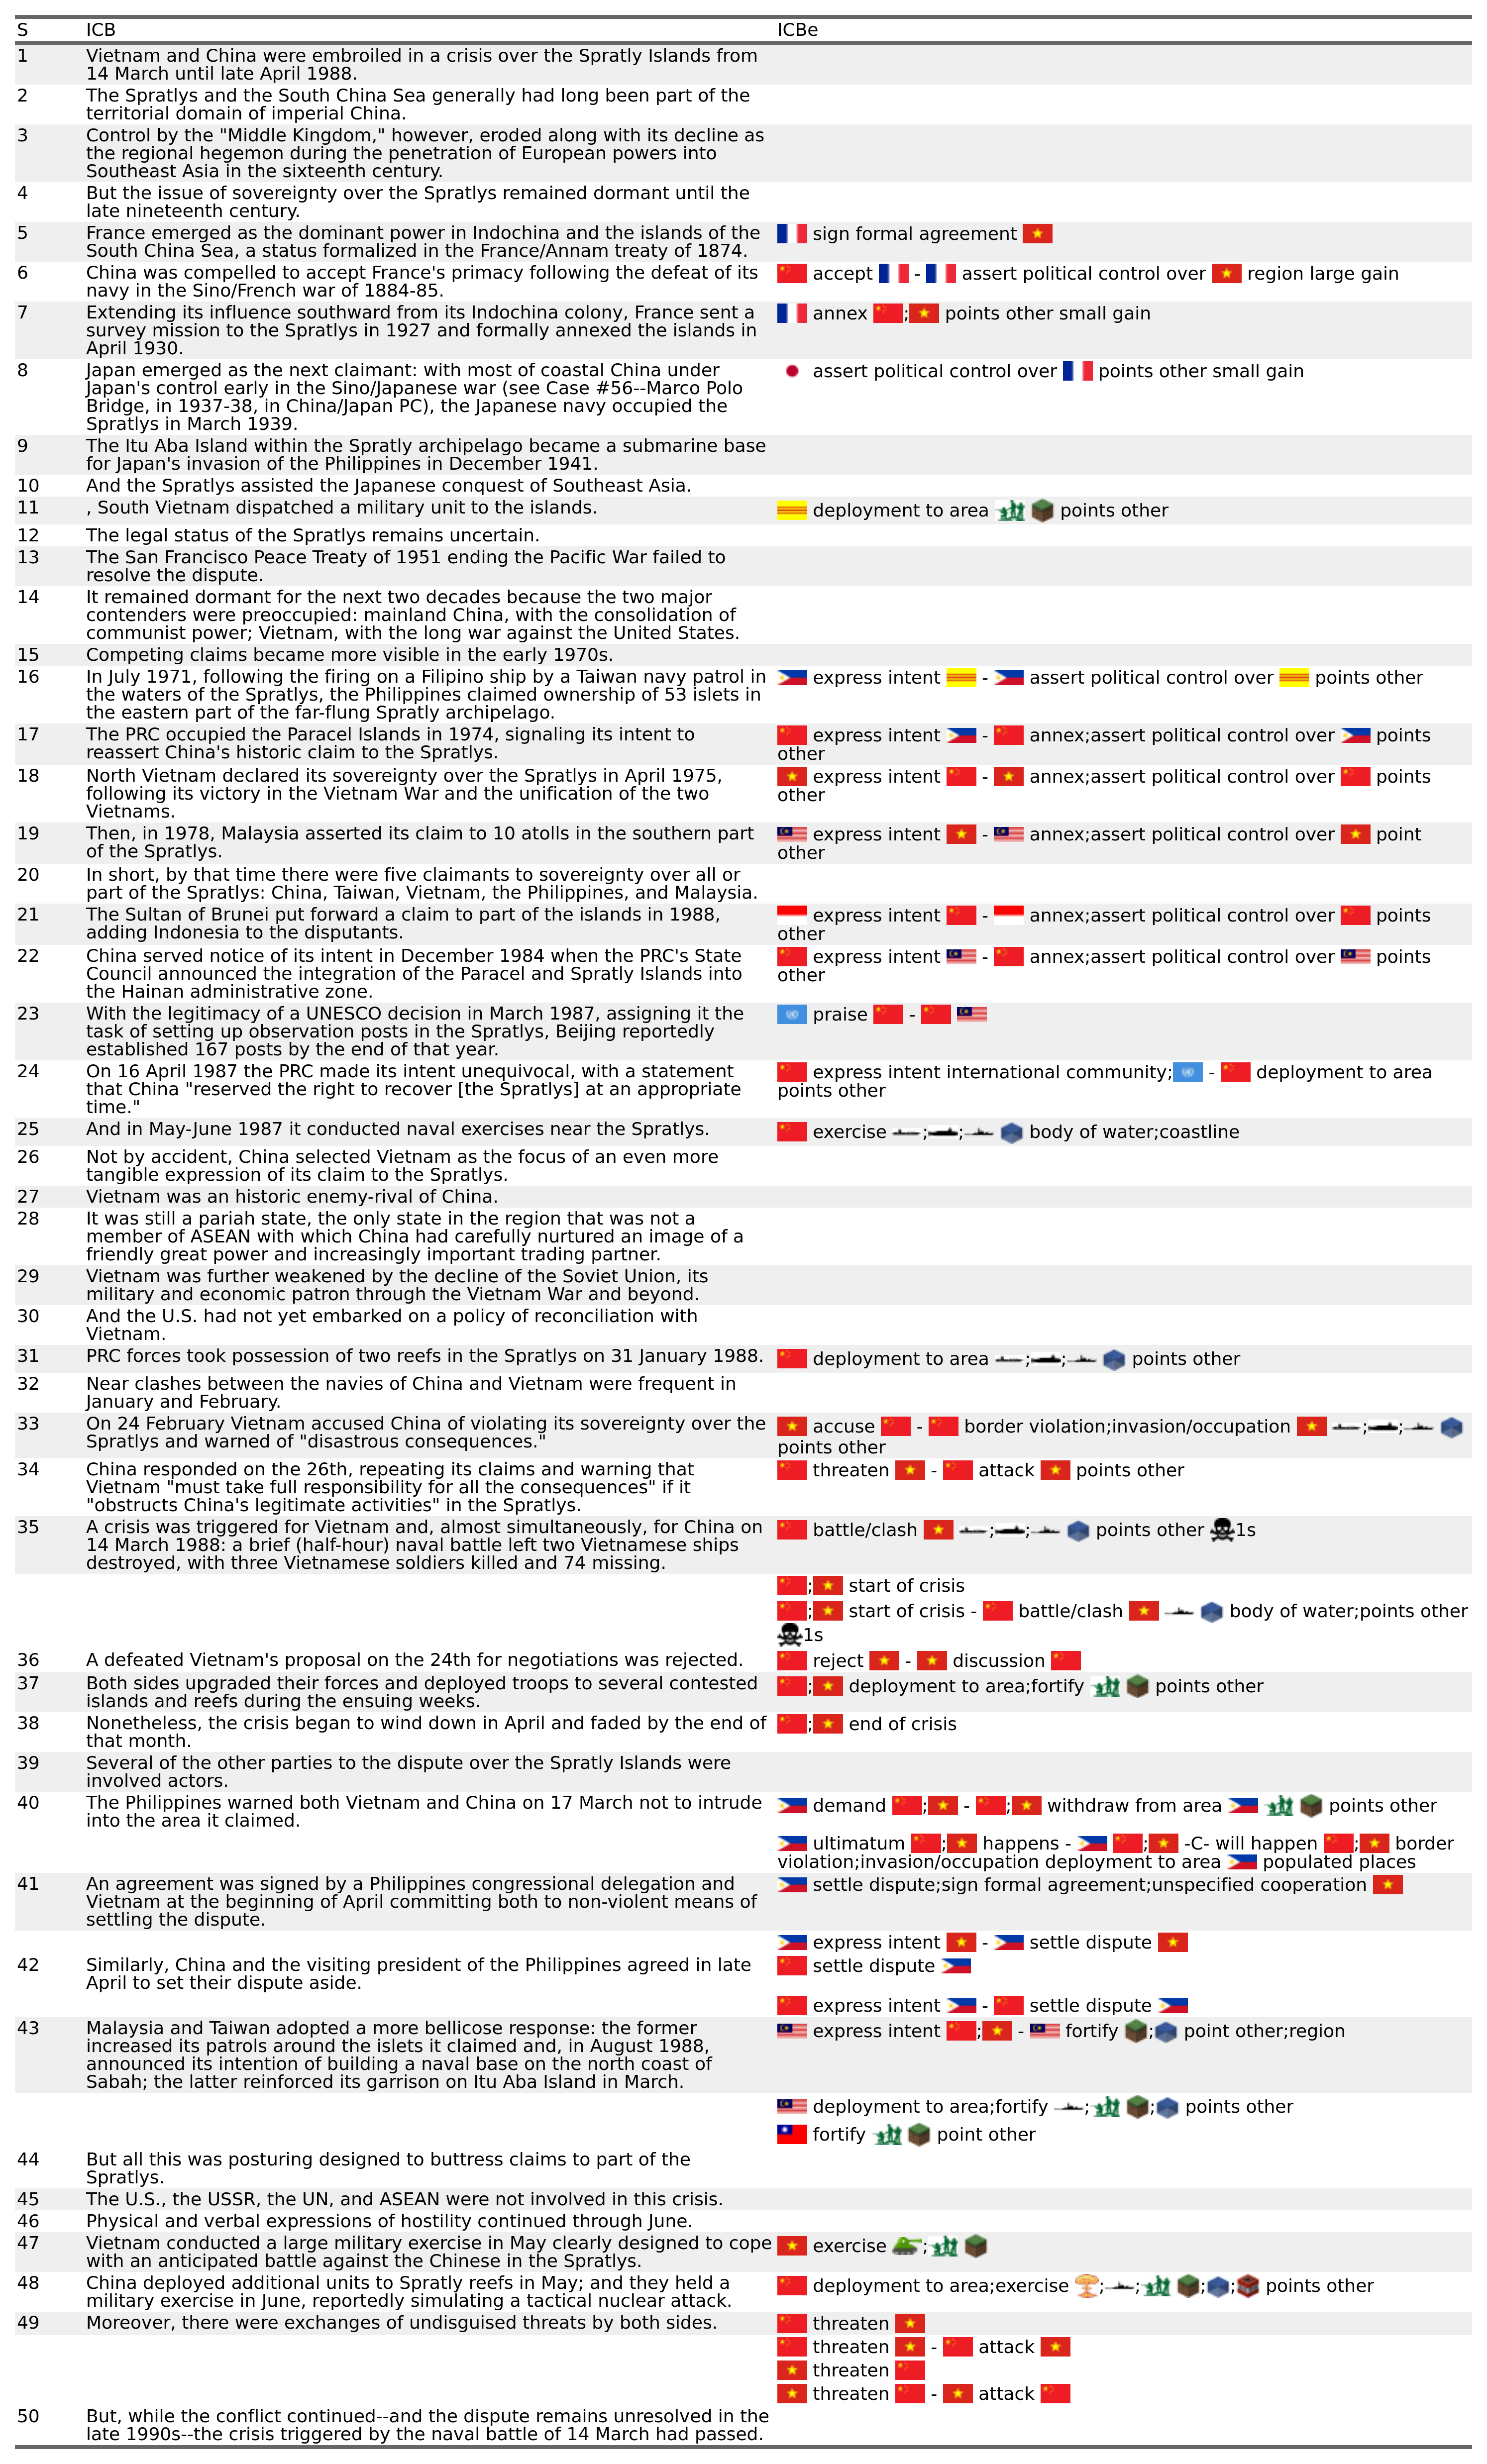 S ICB ICBe
1 Vietnam and China were embroiled in a crisis over the Spratly Islands from
14 March until late April 1988.
2 The Spratlys and the South China Sea generally had long been part of the
territorial domain of imperial China.
3 Control by the "Middle Kingdom," however, eroded along with its decline as
the regional hegemon during the penetration of European powers into
Southeast Asia in the sixteenth century.
4 But the issue of sovereignty over the Spratlys remained dormant until the
late nineteenth century.
5 France emerged as the dominant power in Indochina and the islands of the sign formal agreement
South China Sea, a status formalized in the France/Annam treaty of 1874.
6 China was compelled to accept France's primacy following the defeat of its accept - assert political control over region large gain
navy in the Sino/French war of 1884-85.
7 Extending its influence southward from its Indochina colony, France sent a annex ; points other small gain
survey mission to the Spratlys in 1927 and formally annexed the islands in
April 1930.
8 Japan emerged as the next claimant: with most of coastal China under assert political control over points other small gain
Japan's control early in the Sino/Japanese war (see Case #56--Marco Polo
Bridge, in 1937-38, in China/Japan PC), the Japanese navy occupied the
Spratlys in March 1939.
9 The Itu Aba Island within the Spratly archipelago became a submarine base
for Japan's invasion of the Philippines in December 1941.
10 And the Spratlys assisted the Japanese conquest of Southeast Asia.
11 , South Vietnam dispatched a military unit to the islands. deployment to area points other
12 The legal status of the Spratlys remains uncertain.
13 The San Francisco Peace Treaty of 1951 ending the Pacific War failed to
resolve the dispute.
14 It remained dormant for the next two decades because the two major
contenders were preoccupied: mainland China, with the consolidation of
communist power; Vietnam, with the long war against the United States.
15 Competing claims became more visible in the early 1970s.
16 In July 1971, following the firing on a Filipino ship by a Taiwan navy patrol in express intent - assert political control over points other
the waters of the Spratlys, the Philippines claimed ownership of 53 islets in
the eastern part of the far-flung Spratly archipelago.
17 The PRC occupied the Paracel Islands in 1974, signaling its intent to express intent - annex;assert political control over points
reassert China's historic claim to the Spratlys. other
18 North Vietnam declared its sovereignty over the Spratlys in April 1975, express intent - annex;assert political control over points
following its victory in the Vietnam War and the unification of the two other
Vietnams.
19 Then, in 1978, Malaysia asserted its claim to 10 atolls in the southern part express intent - annex;assert political control over point
of the Spratlys. other
20 In short, by that time there were five claimants to sovereignty over all or
part of the Spratlys: China, Taiwan, Vietnam, the Philippines, and Malaysia.
21 The Sultan of Brunei put forward a claim to part of the islands in 1988, express intent - annex;assert political control over points
adding Indonesia to the disputants. other
22 China served notice of its intent in December 1984 when the PRC's State express intent - annex;assert political control over points
Council announced the integration of the Paracel and Spratly Islands into other
the Hainan administrative zone.
23 With the legitimacy of a UNESCO decision in March 1987, assigning it the praise -
task of setting up observation posts in the Spratlys, Beijing reportedly
established 167 posts by the end of that year.
24 On 16 April 1987 the PRC made its intent unequivocal, with a statement express intent international community; - deployment to area
that China "reserved the right to recover [the Spratlys] at an appropriate points other
time."
25 And in May-June 1987 it conducted naval exercises near the Spratlys. exercise ; ; body of water;coastline
26 Not by accident, China selected Vietnam as the focus of an even more
tangible expression of its claim to the Spratlys.
27 Vietnam was an historic enemy-rival of China.
28 It was still a pariah state, the only state in the region that was not a
member of ASEAN with which China had carefully nurtured an image of a
friendly great power and increasingly important trading partner.
29 Vietnam was further weakened by the decline of the Soviet Union, its
military and economic patron through the Vietnam War and beyond.
30 And the U.S. had not yet embarked on a policy of reconciliation with
Vietnam.
31 PRC forces took possession of two reefs in the Spratlys on 31 January 1988. deployment to area ; ; points other
32 Near clashes between the navies of China and Vietnam were frequent in
January and February.
33 On 24 February Vietnam accused China of violating its sovereignty over the accuse - border violation;invasion/occupation ; ;
Spratlys and warned of "disastrous consequences." points other
34 China responded on the 26th, repeating its claims and warning that threaten - attack points other
Vietnam "must take full responsibility for all the consequences" if it
"obstructs China's legitimate activities" in the Spratlys.
35 A crisis was triggered for Vietnam and, almost simultaneously, for China on battle/clash ; ; points other 1s
14 March 1988: a brief (half-hour) naval battle left two Vietnamese ships
destroyed, with three Vietnamese soldiers killed and 74 missing.
; start of crisis
; start of crisis - battle/clash body of water;points other
1s
36 A defeated Vietnam's proposal on the 24th for negotiations was rejected. reject - discussion
37 Both sides upgraded their forces and deployed troops to several contested ; deployment to area;fortify points other
islands and reefs during the ensuing weeks.
38 Nonetheless, the crisis began to wind down in April and faded by the end of ; end of crisis
that month.
39 Several of the other parties to the dispute over the Spratly Islands were
involved actors.
40 The Philippines warned both Vietnam and China on 17 March not to intrude demand ; - ; withdraw from area points other
into the area it claimed.
ultimatum ; happens - ; -C- will happen ; border
violation;invasion/occupation deployment to area populated places
41 An agreement was signed by a Philippines congressional delegation and settle dispute;sign formal agreement;unspecified cooperation
Vietnam at the beginning of April committing both to non-violent means of
settling the dispute.
express intent - settle dispute
42 Similarly, China and the visiting president of the Philippines agreed in late settle dispute
April to set their dispute aside.
express intent - settle dispute
43 Malaysia and Taiwan adopted a more bellicose response: the former express intent ; - fortify ; point other;region
increased its patrols around the islets it claimed and, in August 1988,
announced its intention of building a naval base on the north coast of
Sabah; the latter reinforced its garrison on Itu Aba Island in March.
deployment to area;fortify ; ; points other
fortify point other
44 But all this was posturing designed to buttress claims to part of the
Spratlys.
45 The U.S., the USSR, the UN, and ASEAN were not involved in this crisis.
46 Physical and verbal expressions of hostility continued through June.
47 Vietnam conducted a large military exercise in May clearly designed to cope exercise ;
with an anticipated battle against the Chinese in the Spratlys.
48 China deployed additional units to Spratly reefs in May; and they held a deployment to area;exercise ; ; ; ; points other
military exercise in June, reportedly simulating a tactical nuclear attack.
49 Moreover, there were exchanges of undisguised threats by both sides. threaten
threaten - attack
threaten
threaten - attack
50 But, while the conflict continued--and the dispute remains unresolved in the
late 1990s--the crisis triggered by the naval battle of 14 March had passed.